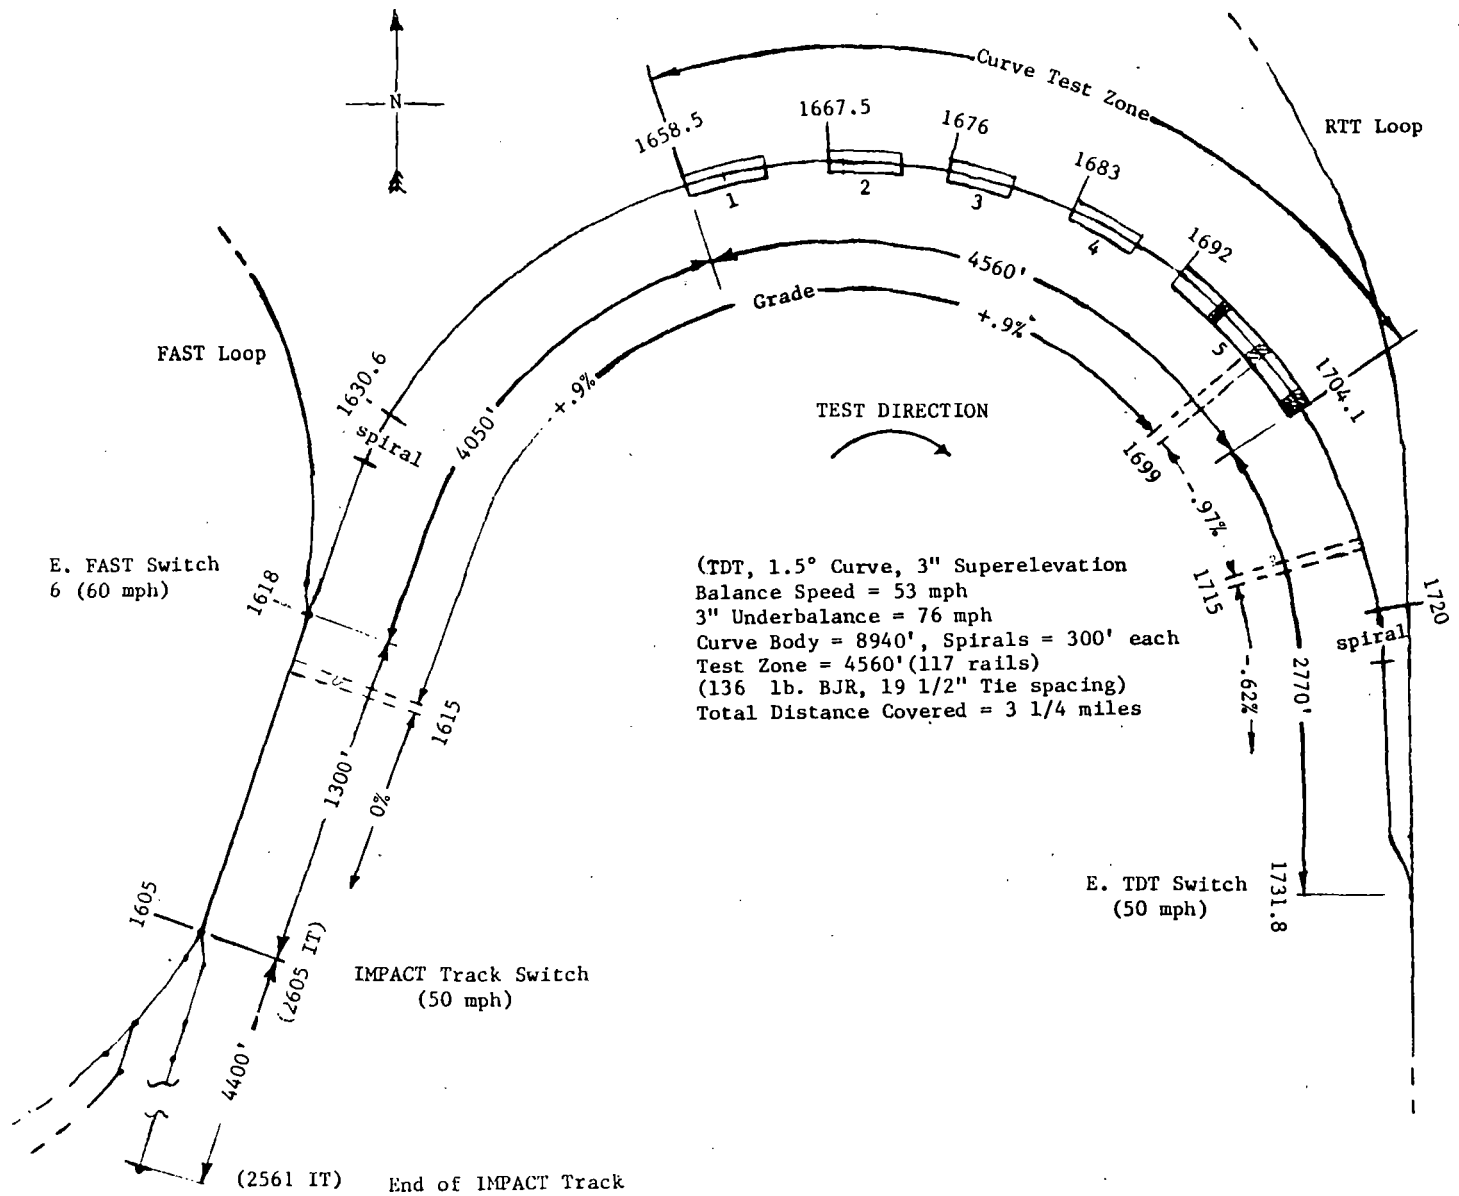 N
Curve Test Zone
RTT Loop
1658.5
1667.5
1676
1683
1692
1
2
3
4
5
4560'
Grade
+.9%
+.9%
FAST Loop
1630.6
spiral
4050'
TEST DIRECTION
1704.1
1699
-.97%
1715
E. FAST Switch
6 (60 mph)
1618
(TDT, 1.5° Curve, 3" Superelevation
Balance Speed = 53 mph
3" Underbalance = 76 mph
Curve Body = 8940', Spirals = 300' each
Test Zone = 4560'(117 rails)
(136 lb. BJR, 19 1/2" Tie spacing)
Total Distance Covered = 3 1/4 miles
1720
spiral
-.62%
2770'
1615
1300'
0%
1605
E. TDT Switch
(50 mph)
1731.8
(2605 IT)
IMPACT Track Switch
(50 mph)
4400'
(2561 IT) End of IMPACT Track